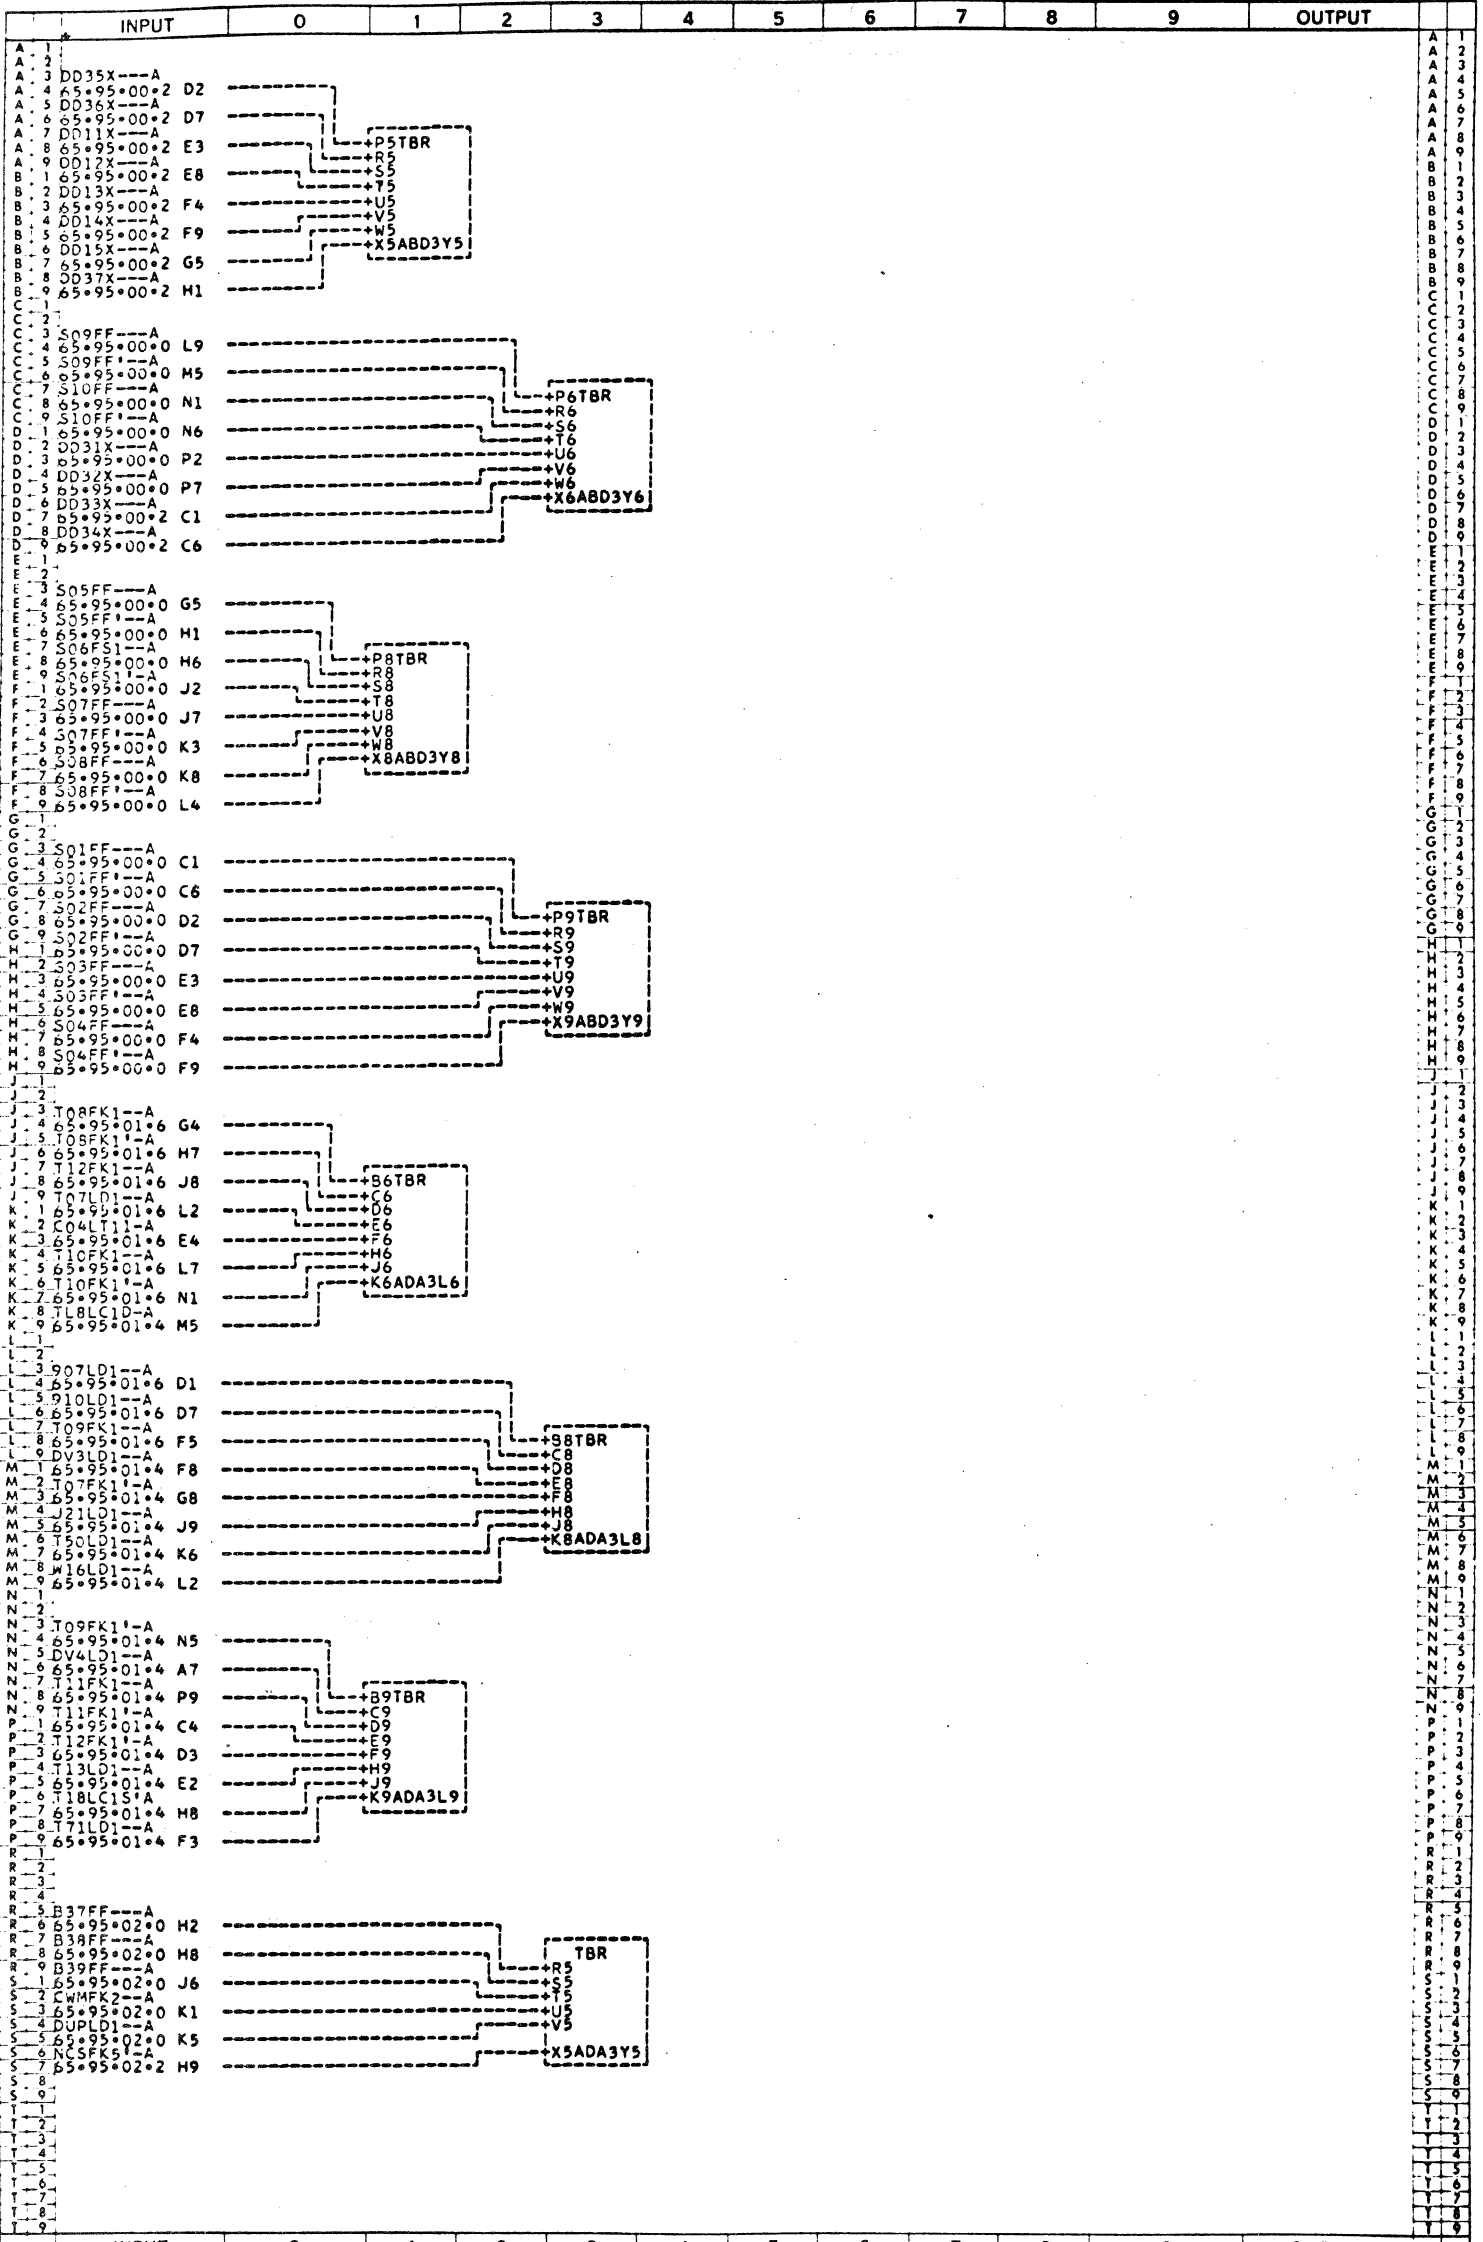 INPUT 0 1 2 3 4 5 6 7 8 9 OUTPUT
DD35X---A
65•95•00•2 D2
DD36X---A
65•95•00•2 D7
DD11X---A
65•95•00•2 E3
DD12X---A
65•95•00•2 E8
DD13X---A
65•95•00•2 F4
DD14X---A
65•95•00•2 F9
DD15X---A
65•95•00•2 G5
DD37X---A
65•95•00•2 H1
+P5TBR
+R5
+S5
+T5
+U5
+V5
+W5
+X5ABD3Y5
S09FF---A
65•95•00•0 L9
S09FF'--A
65•95•00•0 M5
S10FF---A
65•95•00•0 N1
S10FF'--A
65•95•00•0 N6
DD31X---A
65•95•00•0 P2
DD32X---A
65•95•00•0 P7
DD33X---A
65•95•00•2 C1
DD34X---A
65•95•00•2 C6
+P6TBR
+R6
+S6
+T6
+U6
+V6
+W6
+X6ABD3Y6
S05FF---A
65•95•00•0 G5
S05FF'--A
65•95•00•0 H1
S06FS1--A
65•95•00•0 H6
S06FS1'-A
65•95•00•0 J2
S07FF---A
65•95•00•0 J7
S07FF'--A
65•95•00•0 K3
S08FF---A
65•95•00•0 K8
S08FF'--A
65•95•00•0 L4
+P8TBR
+R8
+S8
+T8
+U8
+V8
+W8
+X8ABD3Y8
S01FF---A
65•95•00•0 C1
S01FF'--A
65•95•00•0 C6
S02FF---A
65•95•00•0 D2
S02FF'--A
65•95•00•0 D7
S03FF---A
65•95•00•0 E3
S03FF'--A
65•95•00•0 E8
S04FF---A
65•95•00•0 F4
S04FF'--A
65•95•00•0 F9
+P9TBR
+R9
+S9
+T9
+U9
+V9
+W9
+X9ABD3Y9
T08FK1--A
65•95•01•6 G4
T08FK1'-A
65•95•01•6 H7
T12FK1--A
65•95•01•6 J8
T07LD1--A
65•95•01•6 L2
C04LT11-A
65•95•01•6 E4
T10FK1--A
65•95•01•6 L7
T10FK1'-A
65•95•01•6 N1
TL8LC1D-A
65•95•01•4 M5
+B6TBR
+C6
+D6
+E6
+F6
+H6
+J6
+K6ADA3L6
907LD1--A
65•95•01•6 D1
910LD1--A
65•95•01•6 D7
T09FK1--A
65•95•01•6 F5
DV3LD1--A
65•95•01•4 F8
T07FK1'-A
65•95•01•4 G8
J21LD1--A
65•95•01•4 J9
T50LD1--A
65•95•01•4 K6
W16LD1--A
65•95•01•4 L2
+B8TBR
+C8
+D8
+E8
+F8
+H8
+J8
+K8ADA3L8
T09FK1'-A
65•95•01•4 N5
DV4LD1--A
65•95•01•4 A7
T11FK1--A
65•95•01•4 P9
T11FK1'-A
65•95•01•4 C4
T12FK1'-A
65•95•01•4 D3
T13LD1--A
65•95•01•4 E2
T18LC1S'A
65•95•01•4 H8
T71LD1--A
65•95•01•4 F3
+B9TBR
+C9
+D9
+E9
+F9
+H9
+J9
+K9ADA3L9
B37FF---A
65•95•02•0 H2
B38FF---A
65•95•02•0 H8
B39FF---A
65•95•02•0 J6
CWMFK2--A
65•95•02•0 K1
DUPLD1--A
65•95•02•0 K5
NCSFK5'-A
65•95•02•2 H9
TBR
+R5
+S5
+T5
+U5
+V5
+X5ADA3Y5